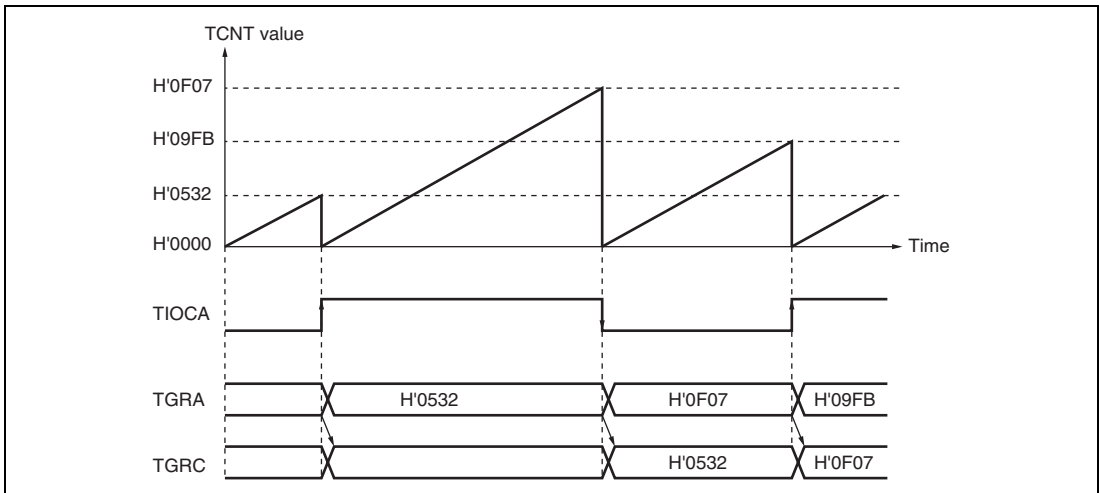 TCNT value
H'0F07
H'09FB
H'0532
H'0000
Time
TIOCA
TGRA H'0532 H'0F07 H'09FB
TGRC H'0532 H'0F07